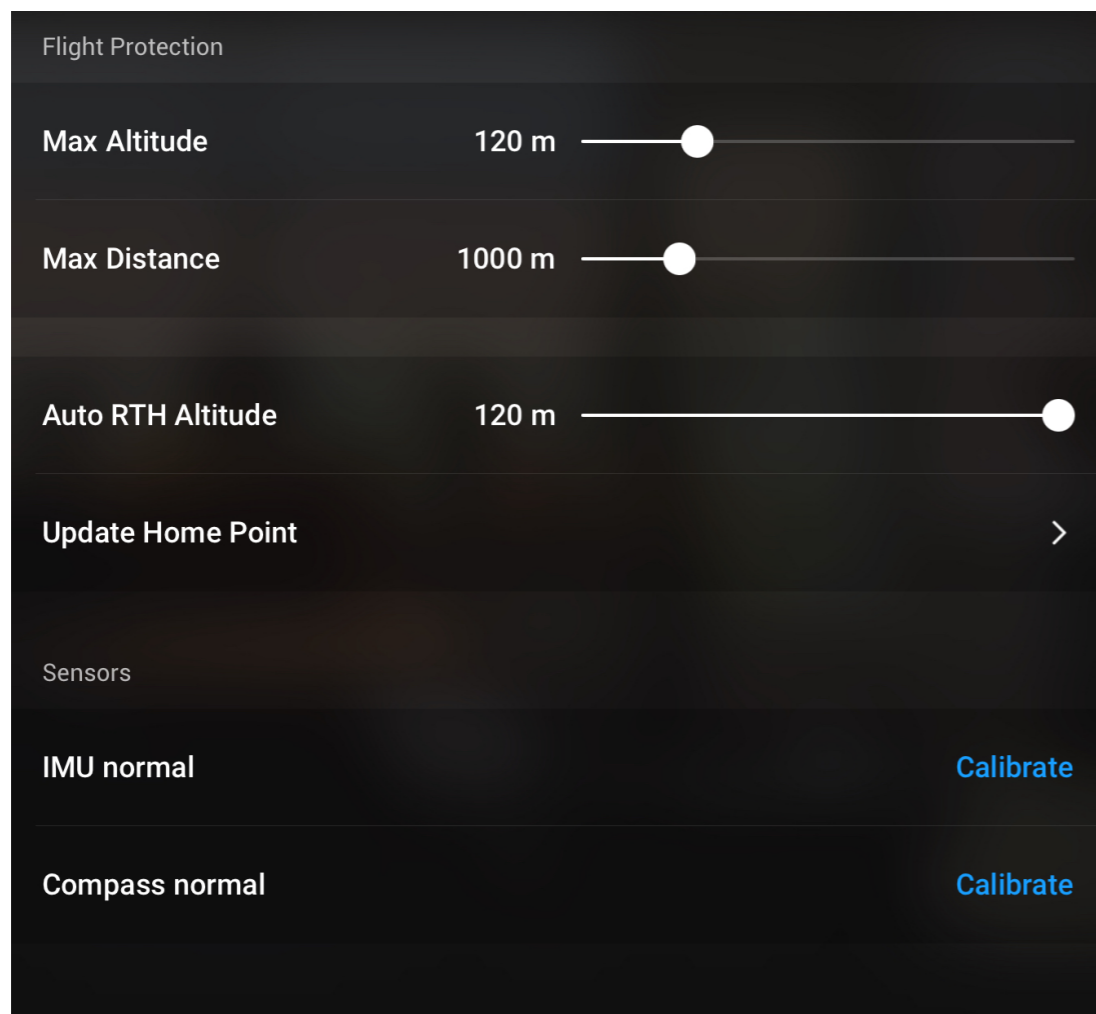 Flight Protection
Max Altitude 120 m
Max Distance 1000 m
Auto RTH Altitude 120 m
Update Home Point
Sensors
IMU normal Calibrate
Compass normal Calibrate